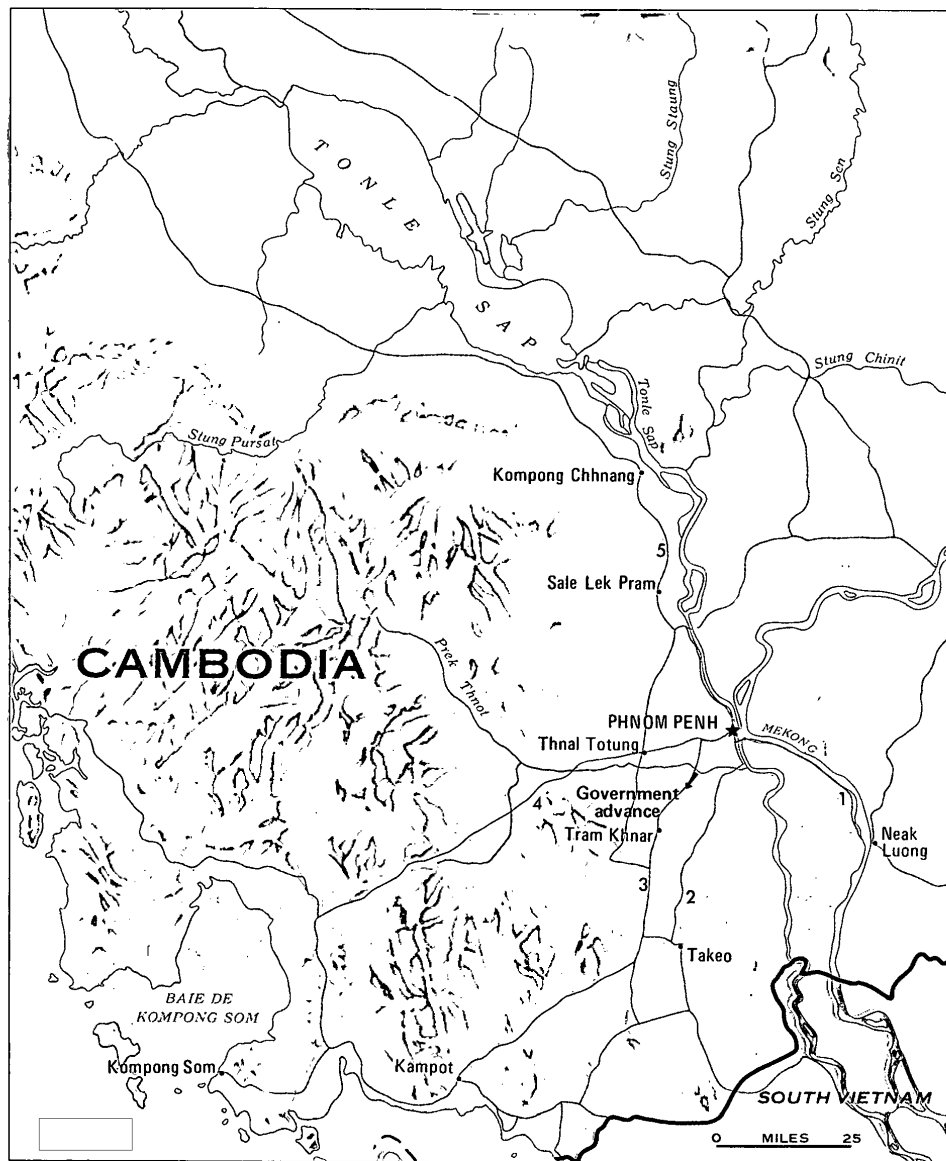 TONLE SAP
Stung Staung
Stung Sen
Stung Chinit
Tonle Sap
Stung Pursat
Kompong Chhnang
5
Sale Lek Pram
CAMBODIA
Prek Thnot
PHNOM PENH
MEKONG
Thnal Totung
Government
advance
4
1
Tram Khnar
Neak
Luong
3
2
Takeo
BAIE DE
KOMPONG SOM
Kompong Som
Kampot
SOUTH VIETNAM
0 MILES 25